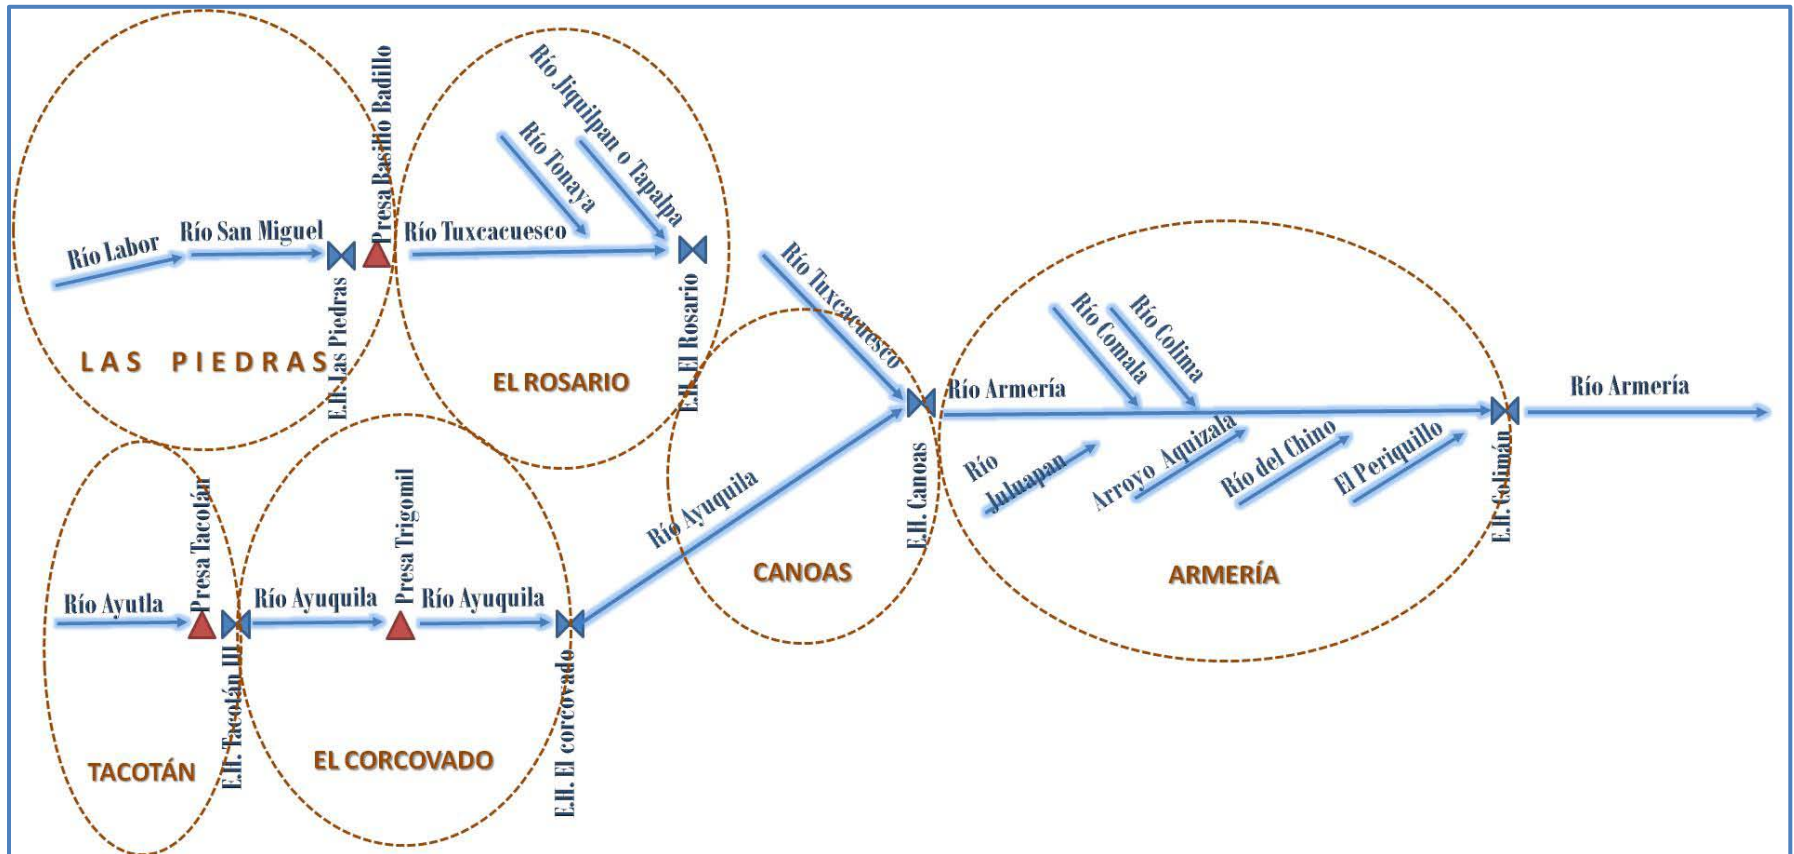 Río Labor
Río San Miguel
E.H. Las Piedras
Presa Basilio Badillo
LAS PIEDRAS
Río Tuxcacuesco
Río Tonaya
Río Jiquilpan o Tapalpa
E.H. El Rosario
EL ROSARIO
Río Tuxcacuesco
Río Ayutla
Presa Tacotán
E.H. Tacotán III
TACOTÁN
Río Ayuquila
Presa Trigomil
Río Ayuquila
E.H. El corcovado
EL CORCOVADO
Río Ayuquila
E.H. Canoas
CANOAS
Río Armería
Río Comala
Río Colima
Río
Juluapan
Arroyo Aquizala
Río del Chino
El Periquillo
E.H. Colimán
ARMERÍA
Río Armería